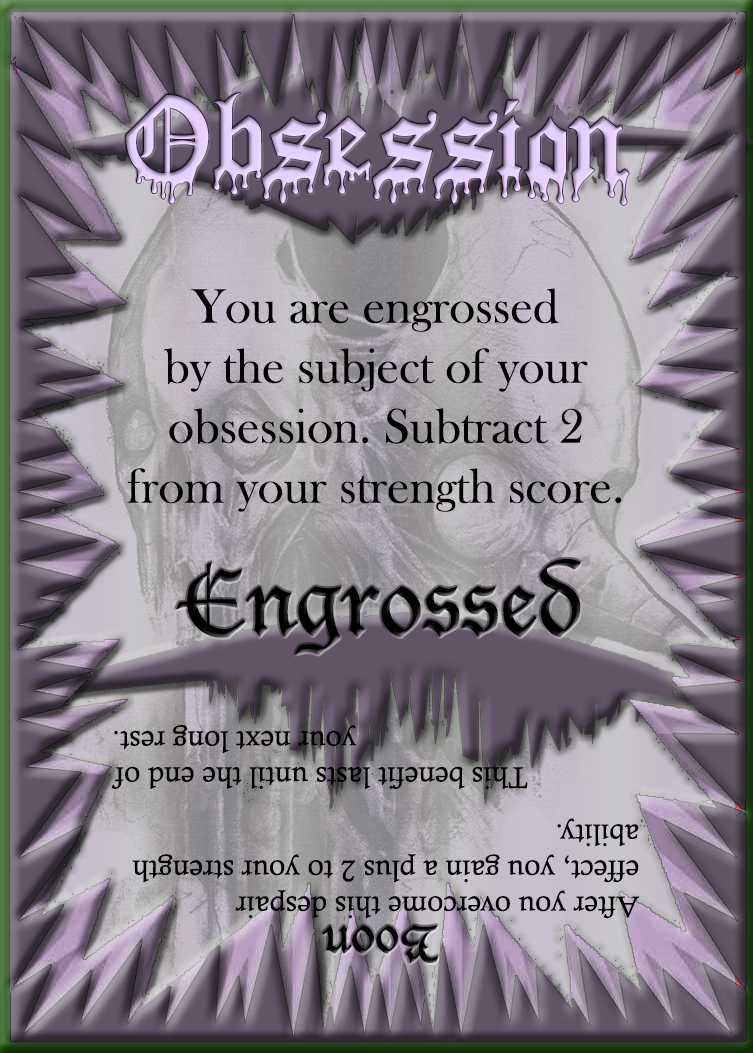 Obsession
You are engrossed
by the subject of your
obsession. Subtract 2
from your strength score.
Engrossed
Boon
After you overcome this despair
effect, you gain a plus 2 to your strength
ability.
This benefit lasts until the end of
your next long rest.